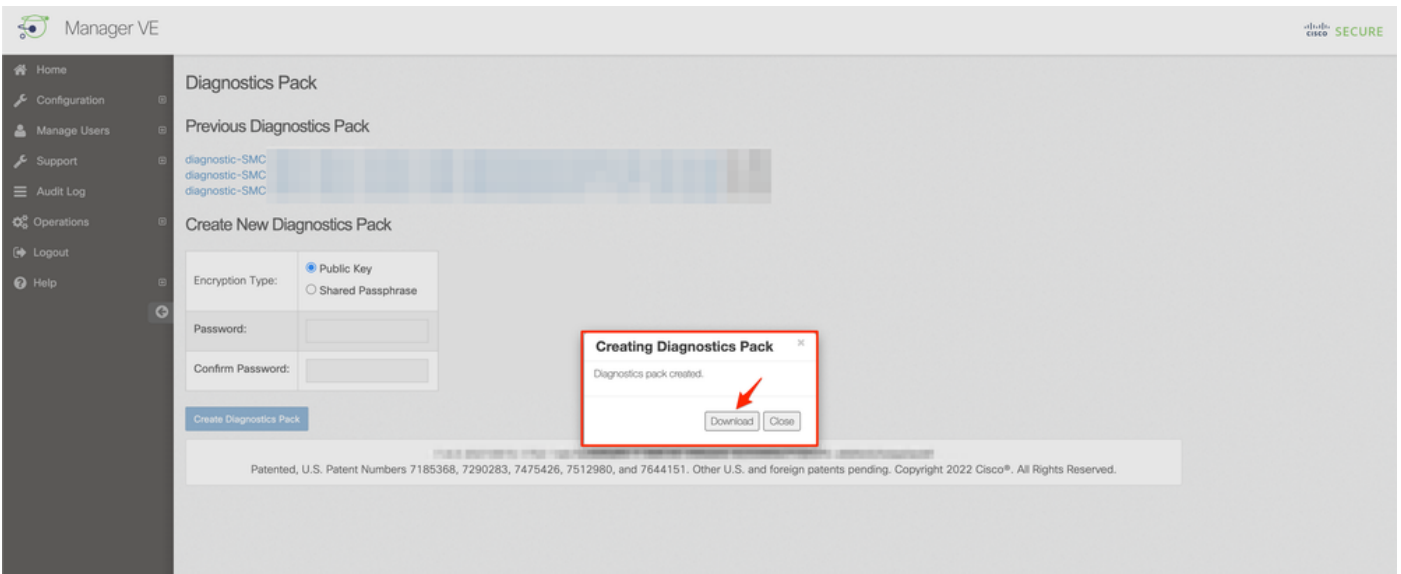 Manager VE
cisco SECURE
Home
Configuration
Manage Users
Support
Audit Log
Operations
Logout
Help
Diagnostics Pack
Previous Diagnostics Pack
diagnostic-SMC
diagnostic-SMC
diagnostic-SMC
Create New Diagnostics Pack
Encryption Type:
Public Key
Shared Passphrase
Password:
Confirm Password:
Create Diagnostics Pack
Creating Diagnostics Pack ×
Diagnostics pack created.
Download Close
Patented, U.S. Patent Numbers 7185368, 7290283, 7475426, 7512980, and 7644151. Other U.S. and foreign patents pending. Copyright 2022 Cisco®. All Rights Reserved.